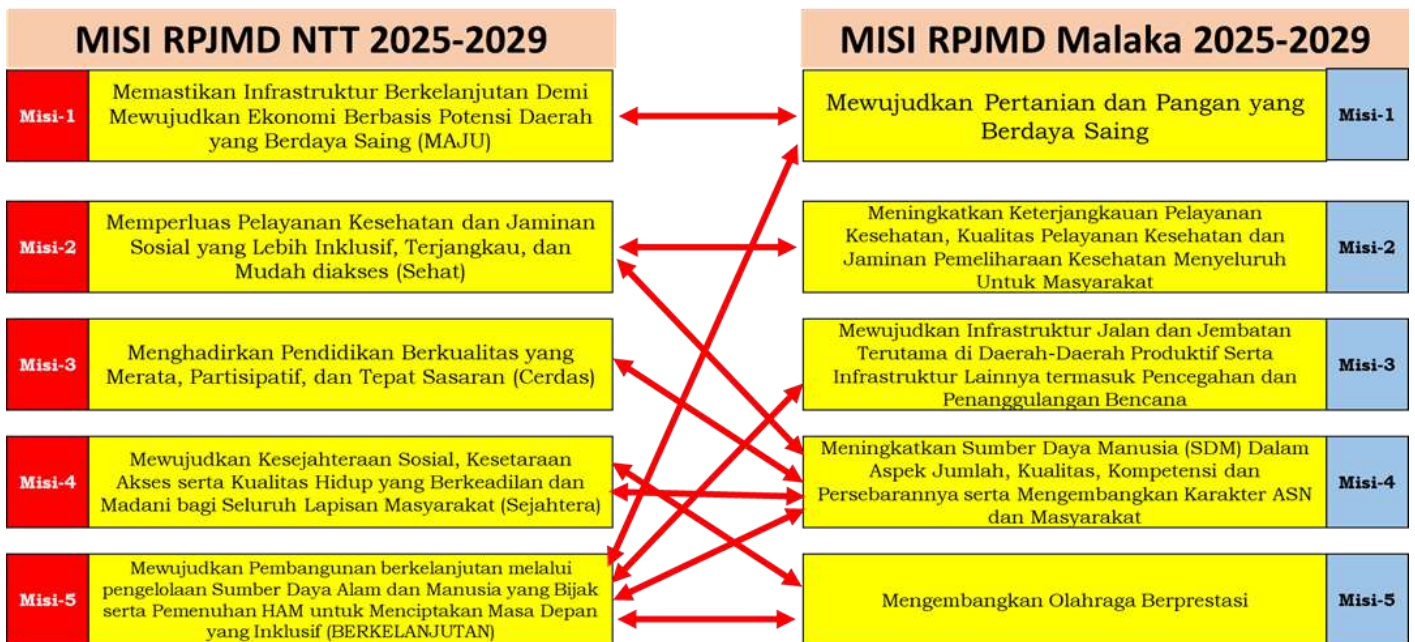 MISI RPJMD NTT 2025-2029
Misi-1
Memastikan Infrastruktur Berkelanjutan Demi
Mewujudkan Ekonomi Berbasis Potensi Daerah
yang Berdaya Saing (MAJU)
Misi-2
Memperluas Pelayanan Kesehatan dan Jaminan
Sosial yang Lebih Inklusif, Terjangkau, dan
Mudah diakses (Sehat)
Misi-3
Menghadirkan Pendidikan Berkualitas yang
Merata, Partisipatif, dan Tepat Sasaran (Cerdas)
Misi-4
Mewujudkan Kesejahteraan Sosial, Kesetaraan
Akses serta Kualitas Hidup yang Berkeadilan dan
Madani bagi Seluruh Lapisan Masyarakat (Sejahtera)
Misi-5
Mewujudkan Pembangunan berkelanjutan melalui
pengelolaan Sumber Daya Alam dan Manusia yang Bijak
serta Pemenuhan HAM untuk Menciptakan Masa Depan
yang Inklusif (BERKELANJUTAN)
MISI RPJMD Malaka 2025-2029
Mewujudkan Pertanian dan Pangan yang
Berdaya Saing
Misi-1
Meningkatkan Keterjangkauan Pelayanan
Kesehatan, Kualitas Pelayanan Kesehatan dan
Jaminan Pemeliharaan Kesehatan Menyeluruh
Untuk Masyarakat
Misi-2
Mewujudkan Infrastruktur Jalan dan Jembatan
Terutama di Daerah-Daerah Produktif Serta
Infrastruktur Lainnya termasuk Pencegahan dan
Penanggulangan Bencana
Misi-3
Meningkatkan Sumber Daya Manusia (SDM) Dalam
Aspek Jumlah, Kualitas, Kompetensi dan
Persebarannya serta Mengembangkan Karakter ASN
dan Masyarakat
Misi-4
Mengembangkan Olahraga Berprestasi
Misi-5